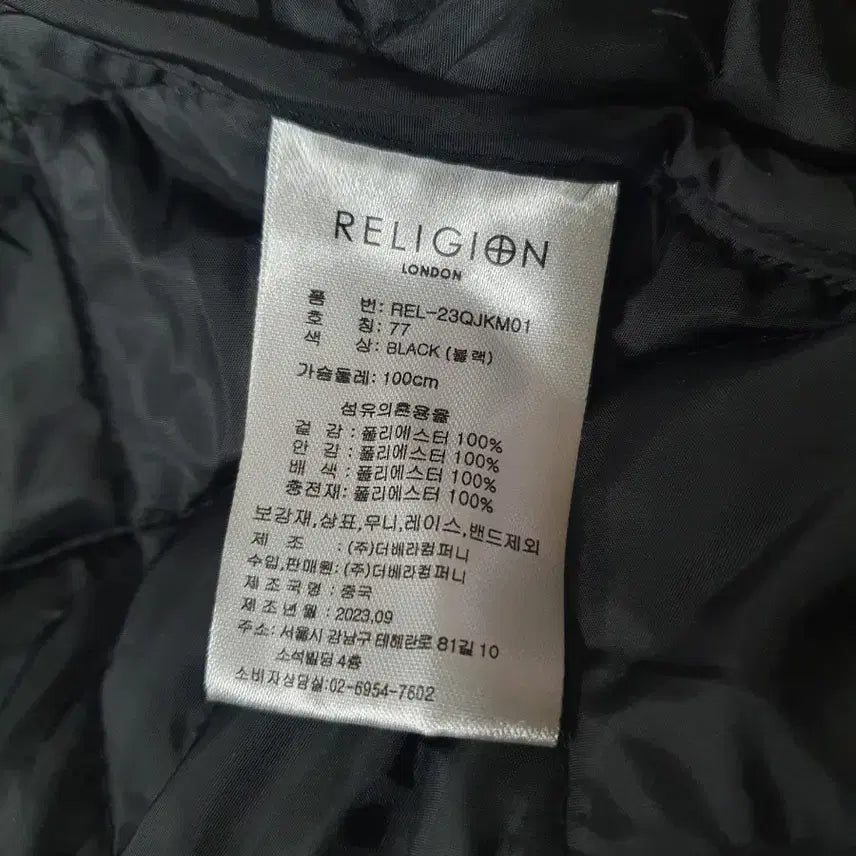 RELIGION
LONDON
품 번: REL-23QJKM01
호 칭: 77
색 상: BLACK (블랙)
가슴둘레: 100cm
섬유의혼용율
겉 감 : 폴리에스터 100%
안 감 : 폴리에스터 100%
배 색 : 폴리에스터 100%
충전재: 폴리에스터 100%
보강재,상표,무늬,레이스,밴드제외
제 조 : (주)더베라컴퍼니
수입,판매원: (주)더베라컴퍼니
제 조 국 명 : 중국
제 조 년 월 : 2023.09
주소: 서울시 강남구 테헤란로 81길 10
소석빌딩 4층
소비자상담실:02-6954-7602